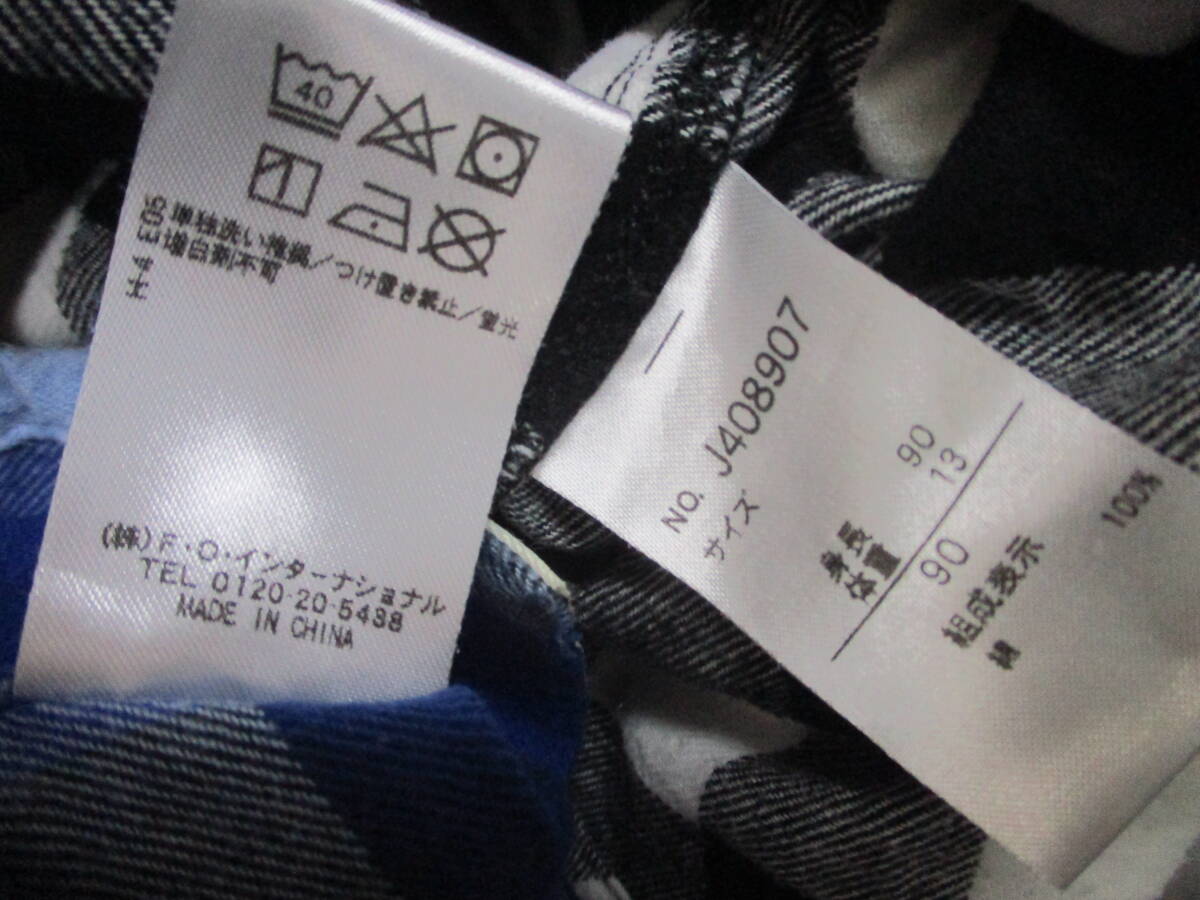 40
単独洗い推奨／つけ置き禁止／蛍光
増白剤不可
(株)F・O・インターナショナル
TEL 0120-20-5438
MADE IN CHINA
NO. J408907
サイズ
身長 90
体重 13
90
組成表示
綿 100%